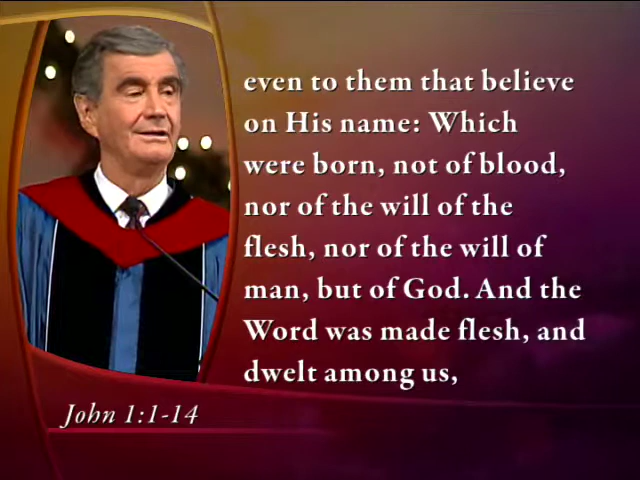 even to them that believe
on His name: Which
were born, not of blood,
nor of the will of the
flesh, nor of the will of
man, but of God. And the
Word was made flesh, and
dwelt among us,
John 1:1-14